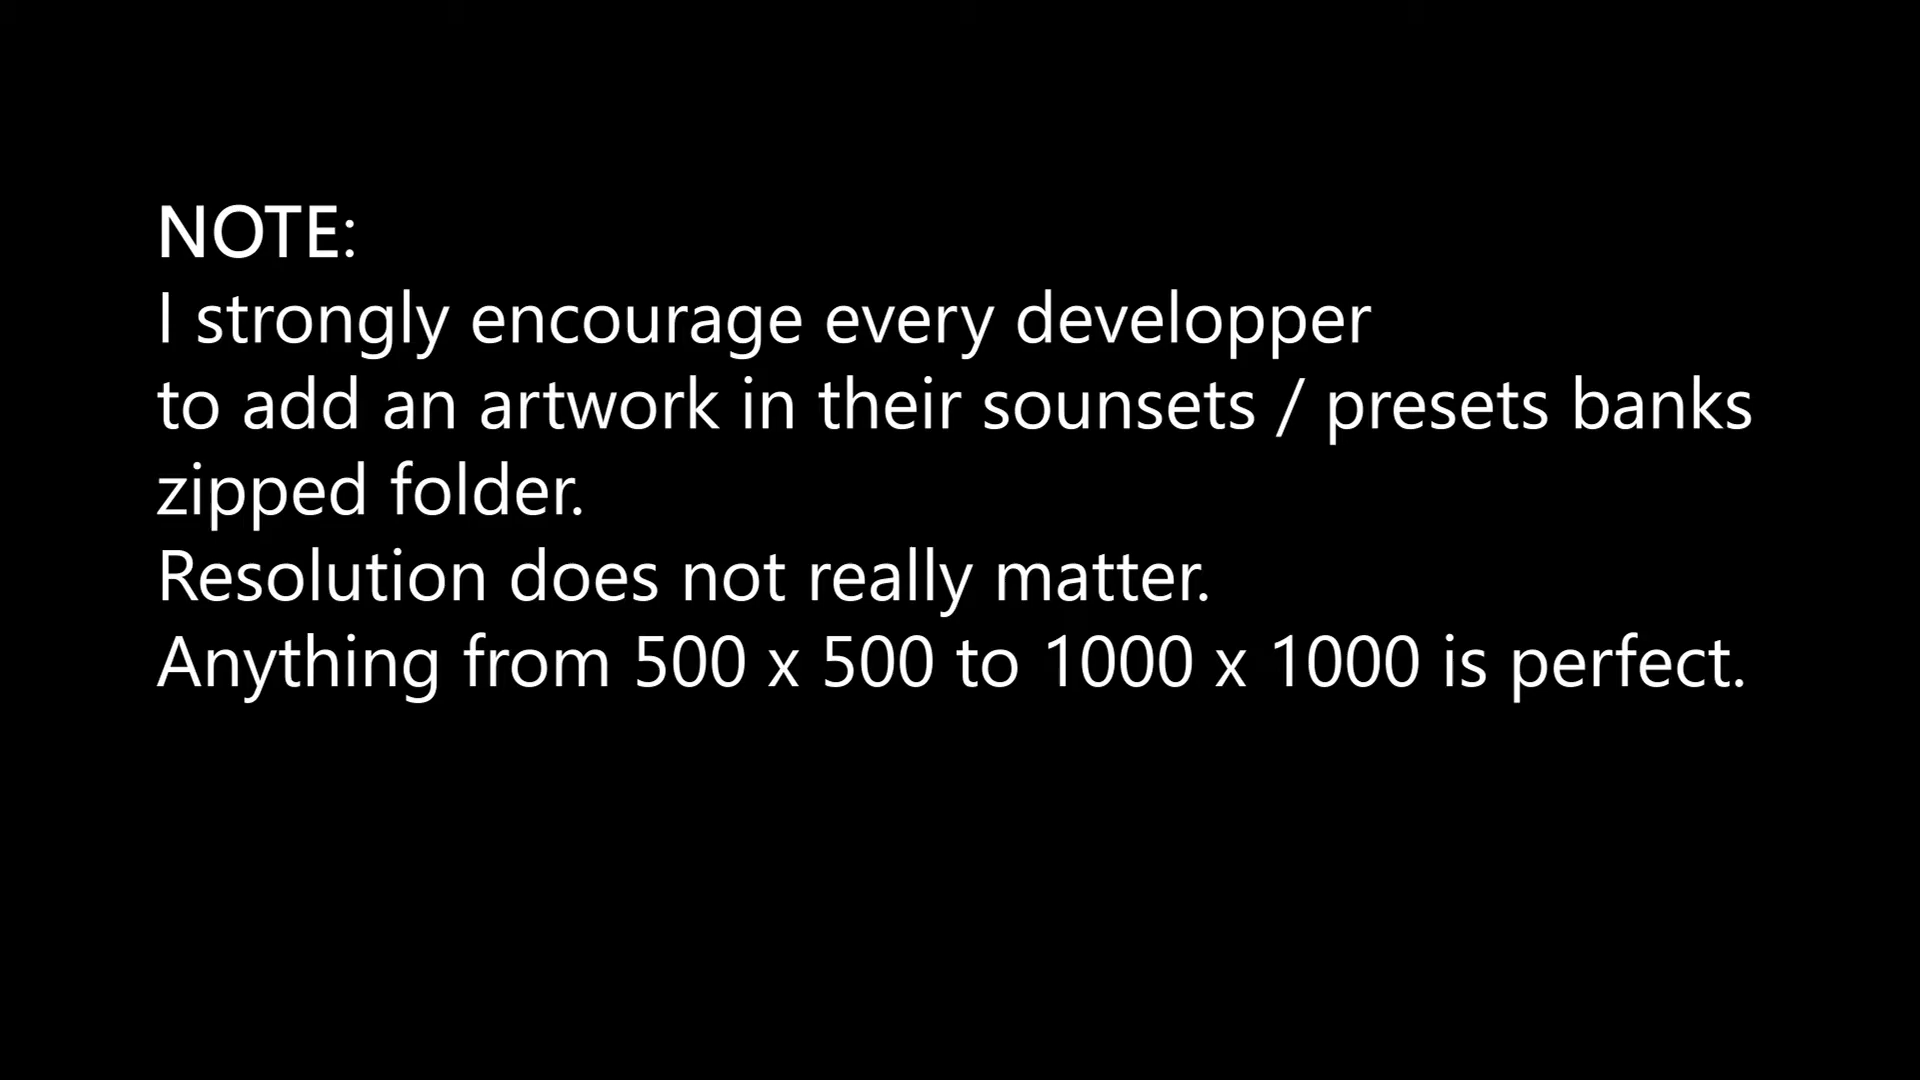 NOTE:
I strongly encourage every developper
to add an artwork in their sounsets / presets banks
zipped folder.
Resolution does not really matter.
Anything from 500 x 500 to 1000 x 1000 is perfect.